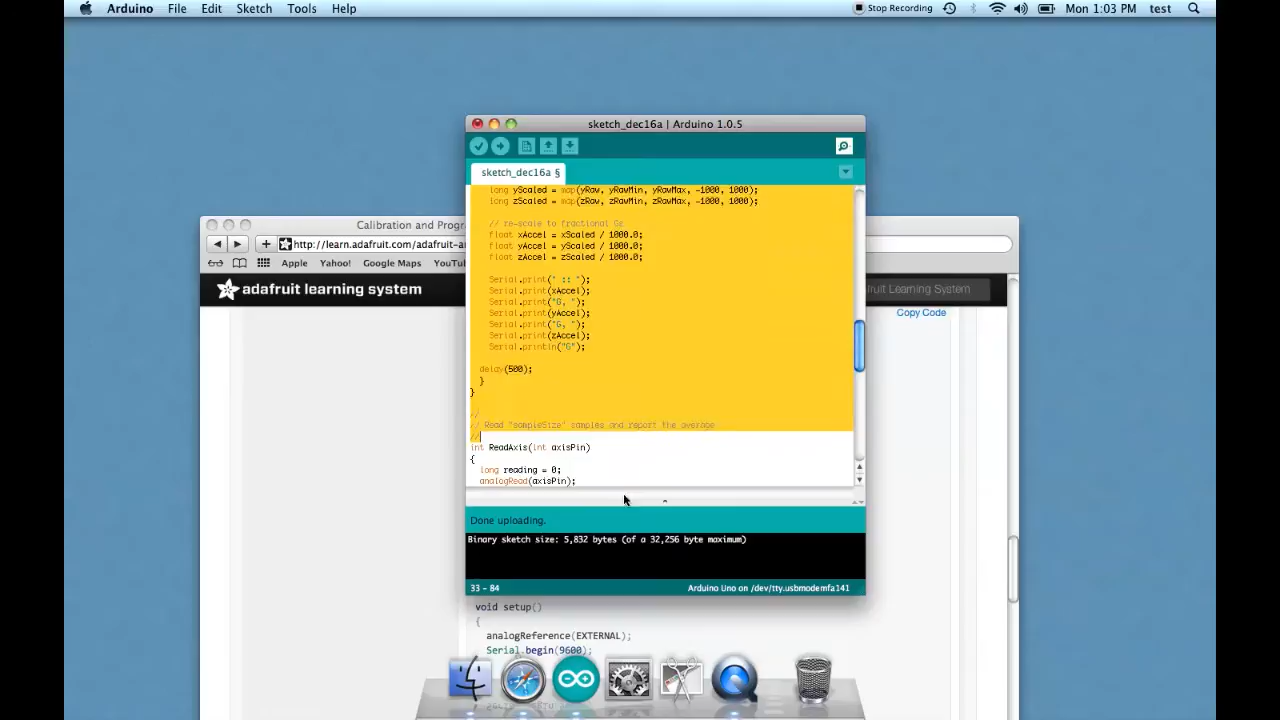 Arduino File Edit Sketch Tools Help
Stop Recording
Mon 1:03 PM test
sketch_dec16a | Arduino 1.0.5
sketch_dec16a §
long yScaled = map(yRaw, yRawMin, yRawMax, -1000, 1000);
long zScaled = map(zRaw, zRawMin, zRawMax, -1000, 1000);
// re-scale to fractional Gs
float xAccel = xScaled / 1000.0;
float yAccel = yScaled / 1000.0;
float zAccel = zScaled / 1000.0;
Serial.print(" :: ");
Serial.print(xAccel);
Serial.print("G, ");
Serial.print(yAccel);
Serial.print("G, ");
Serial.print(zAccel);
Serial.println("G");
delay(500);
}
}
//
// Read "sampleSize" samples and report the average
//
int ReadAxis(int axisPin)
{
long reading = 0;
analogRead(axisPin);
Done uploading.
Binary sketch size: 5,832 bytes (of a 32,256 byte maximum)
33 - 84
Arduino Uno on /dev/tty.usbmodemfa141
Calibration and Prog
http://learn.adafruit.com/adafruit-a
Apple Yahoo! Google Maps YouTu
adafruit learning system
fruit Learning System
Copy Code
void setup()
{
analogReference(EXTERNAL);
Serial.begin(9600);